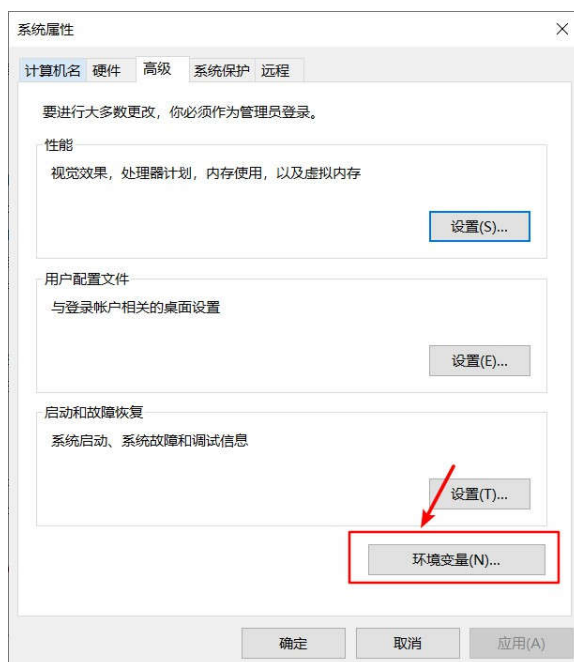 系统属性
计算机名 硬件 高级 系统保护 远程
要进行大多数更改，你必须作为管理员登录。
性能
视觉效果，处理器计划，内存使用，以及虚拟内存
设置(S)...
用户配置文件
与登录帐户相关的桌面设置
设置(E)...
启动和故障恢复
系统启动、系统故障和调试信息
设置(T)...
环境变量(N)...
确定 取消 应用(A)